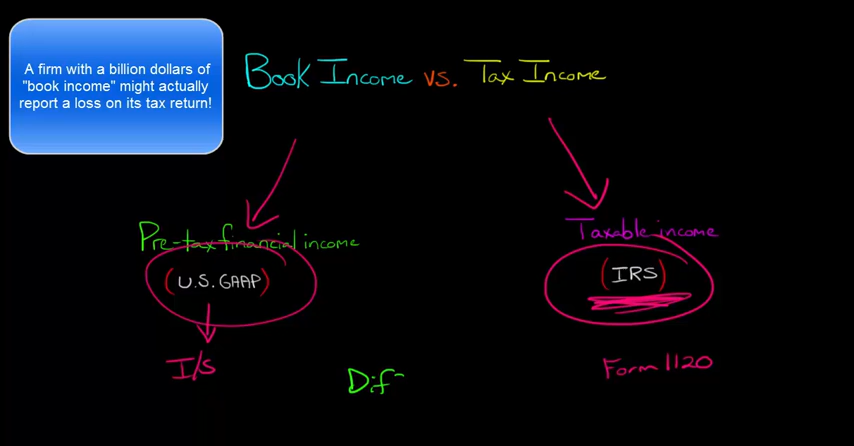 A firm with a billion dollars of
"book income" might actually
report a loss on its tax return!
Book Income vs. Tax Income
Pre-tax financial income
(U.S. GAAP)
I/S
Taxable income
(IRS)
Form 1120
Dif